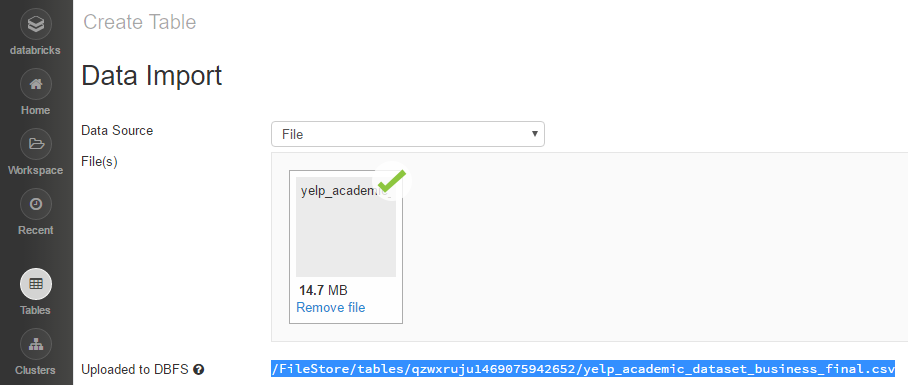 Create Table
databricks
Home
Workspace
Recent
Tables
Clusters
Data Import
Data Source
File
File(s)
yelp_academic
14.7 MB
Remove file
Uploaded to DBFS ?
/FileStore/tables/qzwxruju1469075942652/yelp_academic_dataset_business_final.csv